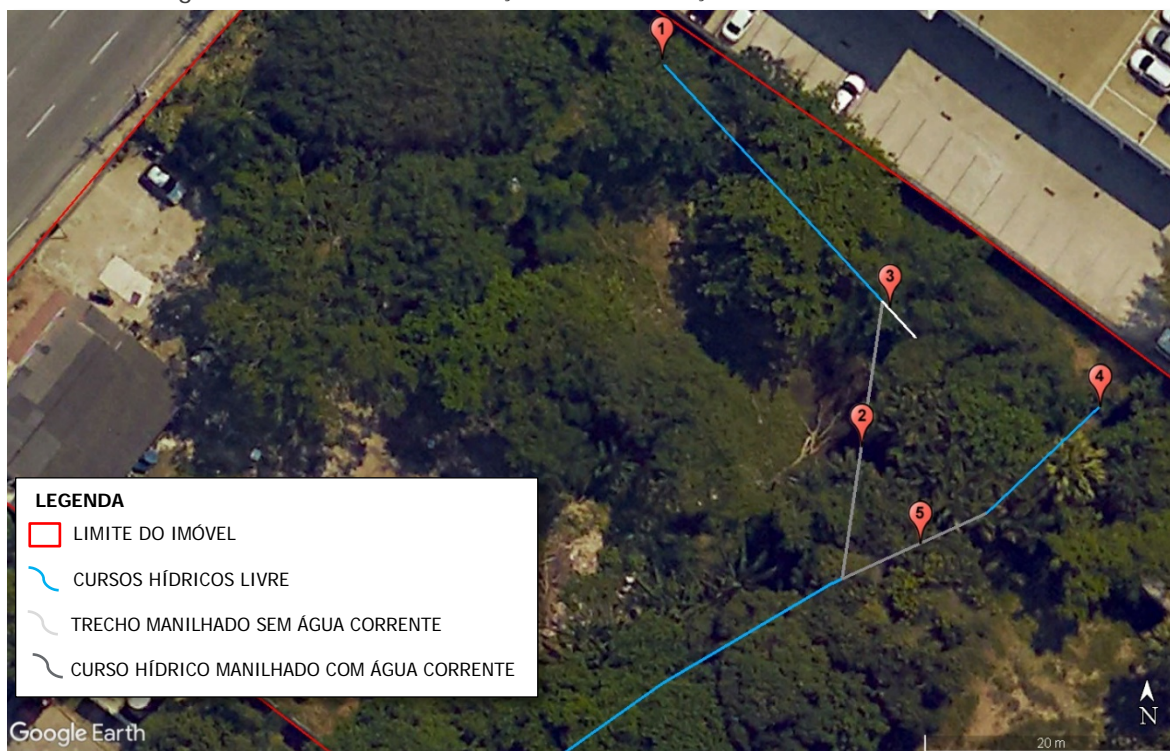 1
3
4
2
5
LEGENDA
LIMITE DO IMÓVEL
CURSOS HÍDRICOS LIVRE
TRECHO MANILHADO SEM ÁGUA CORRENTE
CURSO HÍDRICO MANILHADO COM ÁGUA CORRENTE
N
Google Earth
20 m